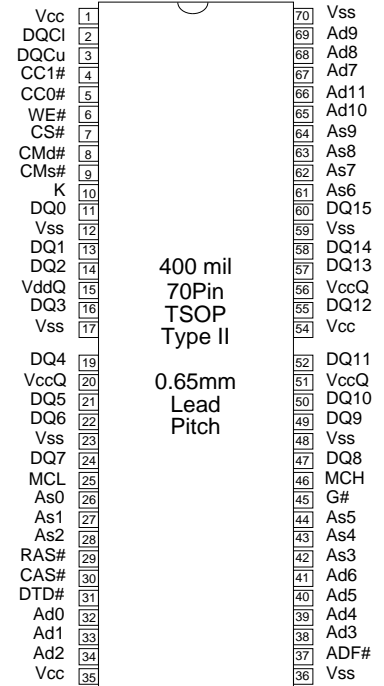 Vcc 1 70 Vss
DQCl 2 69 Ad9
DQCu 3 68 Ad8
CC1# 4 67 Ad7
CC0# 5 66 Ad11
WE# 6 65 Ad10
CS# 7 64 As9
CMd# 8 63 As8
CMs# 9 62 As7
K 10 61 As6
DQ0 11 60 DQ15
Vss 12 59 Vss
DQ1 13 58 DQ14
DQ2 14 57 DQ13
VddQ 15 56 VccQ
DQ3 16 55 DQ12
Vss 17 54 Vcc
400 mil
70Pin
TSOP
Type II
0.65mm
Lead
Pitch
DQ4 19 52 DQ11
VccQ 20 51 VccQ
DQ5 21 50 DQ10
DQ6 22 49 DQ9
Vss 23 48 Vss
DQ7 24 47 DQ8
MCL 25 46 MCH
As0 26 45 G#
As1 27 44 As5
As2 28 43 As4
RAS# 29 42 As3
CAS# 30 41 Ad6
DTD# 31 40 Ad5
Ad0 32 39 Ad4
Ad1 33 38 Ad3
Ad2 34 37 ADF#
Vcc 35 36 Vss